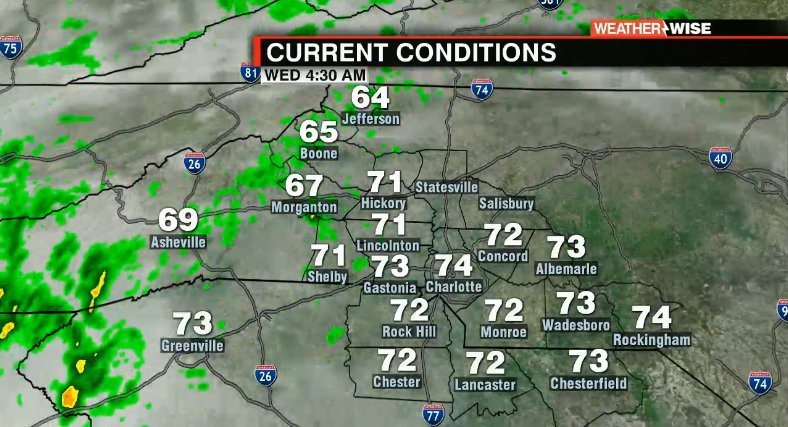 WEATHER WISE
CURRENT CONDITIONS
WED 4:30 AM
75
81
74
64
Jefferson
65
Boone
40
26
67
Morganton
71
Hickory
Statesville
Salisbury
69
Asheville
71
Lincolnton
72
Concord
73
Albemarle
71
Shelby
73
Gastonia
74
Charlotte
73
Greenville
72
Rock Hill
72
Monroe
73
Wadesboro
74
Rockingham
72
Chester
72
Lancaster
73
Chesterfield
26
74
77